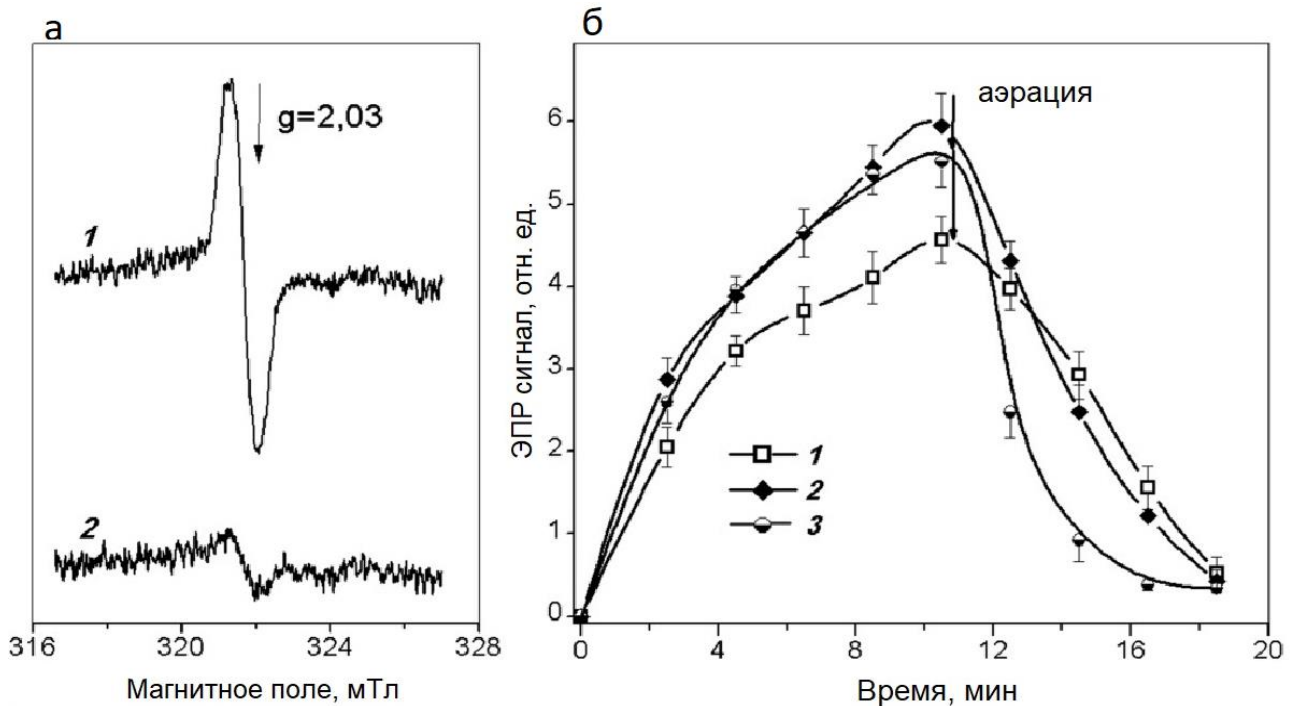 а
g=2,03
1
2
316 320 324 328
Магнитное поле, мТл
б
аэрация
ЭПР сигнал, отн. ед.
6
5
4
3
2
1
0
1
2
3
0 4 8 12 16 20
Время, мин